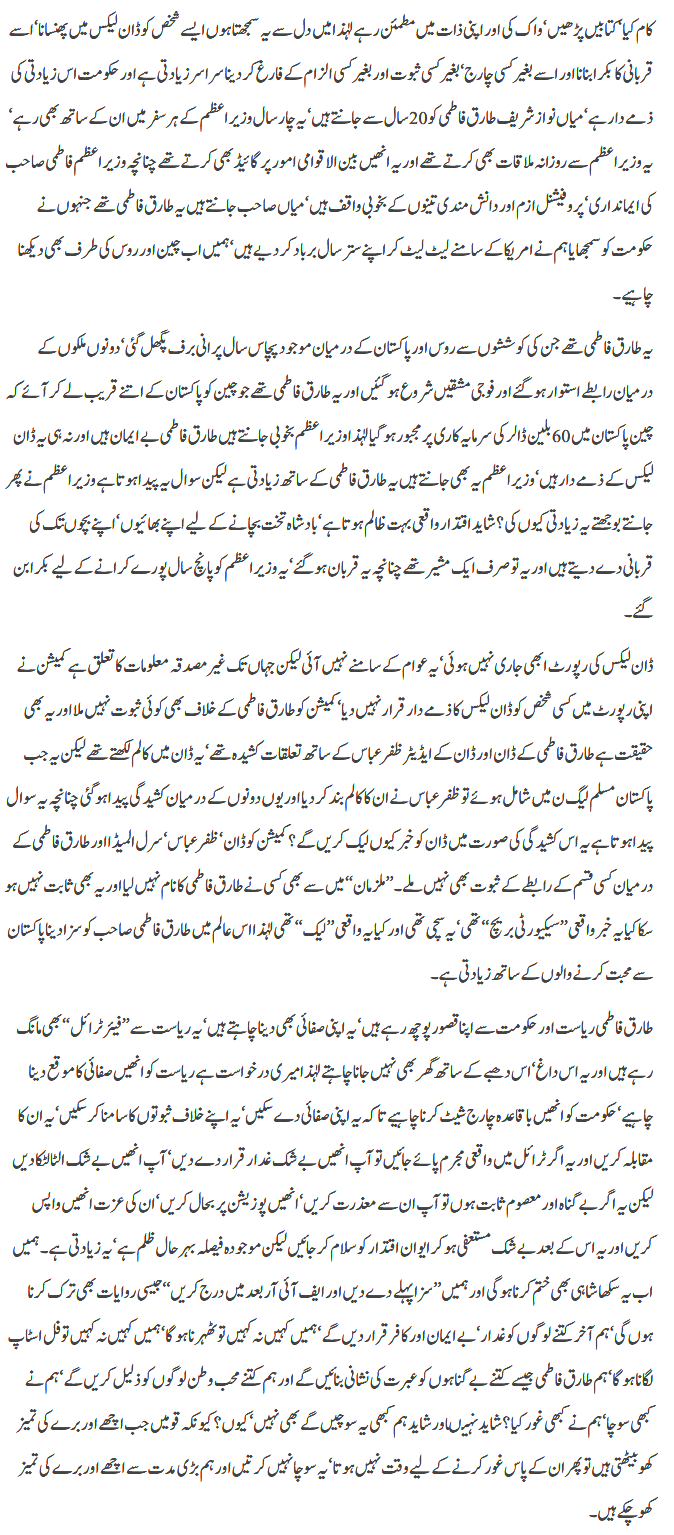 کام کیا‘ کتابیں پڑھیں‘ واک کی اور اپنی ذات میں مطمئن رہے لہٰذا میں دل سے یہ سمجھتا ہوں ایسے شخص کو ڈان لیکس میں پھنسانا‘ اسے
قربانی کا بکرا بنانا اور اسے بغیر کسی چارج‘ بغیر کسی ثبوت اور بغیر کسی الزام کے فارغ کر دینا سراسر زیادتی ہے اور حکومت اس زیادتی کی
ذمے دار ہے‘ میاں نواز شریف طارق فاطمی کو 20 سال سے جانتے ہیں‘ یہ چار سال وزیراعظم کے ہر سفر میں ان کے ساتھ بھی رہے‘
یہ وزیراعظم سے روزانہ ملاقات بھی کرتے تھے اور یہ انھیں بین الاقوامی امور پر گائیڈ بھی کرتے تھے چنانچہ وزیراعظم فاطمی صاحب
کی ایمانداری‘ پروفیشنل ازم اور دانش مندی تینوں کے بخوبی واقف ہیں‘ میاں صاحب جانتے ہیں یہ طارق فاطمی تھے جنہوں نے
حکومت کو سمجھایا ہم نے امریکا کے سامنے لیٹ لیٹ کر اپنے ستر سال برباد کر دیے ہیں‘ ہمیں اب چین اور روس کی طرف بھی دیکھنا
چاہیے۔
یہ طارق فاطمی تھے جن کی کوششوں سے روس اور پاکستان کے درمیان موجود پچاس سال پرانی برف پگھل گئی‘ دونوں ملکوں کے
درمیان رابطے استوار ہو گئے اور فوجی مشقیں شروع ہو گئیں اور یہ طارق فاطمی تھے جو چین کو پاکستان کے اتنے قریب لے کر آئے کہ
چین پاکستان میں 60 بلین ڈالر کی سرمایہ کاری پر مجبور ہو گیا لہٰذا وزیراعظم بخوبی جانتے ہیں طارق فاطمی بے ایمان ہیں اور نہ ہی یہ ڈان
لیکس کے ذمے دار ہیں‘ وزیراعظم یہ بھی جانتے ہیں یہ طارق فاطمی کے ساتھ زیادتی ہے لیکن سوال یہ پیدا ہوتا ہے وزیراعظم نے پھر
جانتے بوجھتے یہ زیادتی کیوں کی؟ شاید اقتدار واقعی بہت ظالم ہوتا ہے‘ بادشاہ تخت بچانے کے لیے اپنے بھائیوں‘ اپنے بچوں تک کی
قربانی دے دیتے ہیں اور یہ تو صرف ایک مشیر تھے چنانچہ یہ قربان ہو گئے‘ یہ وزیراعظم کو پانچ سال پورے کرانے کے لیے بکرا بن
گئے۔
ڈان لیکس کی رپورٹ ابھی جاری نہیں ہوئی‘ یہ عوام کے سامنے نہیں آئی لیکن جہاں تک غیر مصدقہ معلومات کا تعلق ہے کمیشن نے
اپنی رپورٹ میں کسی شخص کو ڈان لیکس کا ذمے دار قرار نہیں دیا‘ کمیشن کو طارق فاطمی کے خلاف بھی کوئی ثبوت نہیں ملا اور یہ بھی
حقیقت ہے طارق فاطمی کے ڈان اور ڈان کے ایڈیٹر ظفر عباس کے ساتھ تعلقات کشیدہ تھے‘ یہ ڈان میں کالم لکھتے تھے لیکن یہ جب
پاکستان مسلم لیگ ن میں شامل ہوئے تو ظفر عباس نے ان کا کالم بند کر دیا اور یوں دونوں کے درمیان کشیدگی پیدا ہو گئی چنانچہ یہ سوال
پیدا ہوتا ہے یہ اس کشیدگی کی صورت میں ڈان کو خبر کیوں لیک کریں گے؟ کمیشن کو ڈان‘ ظفر عباس‘ سرل المیڈا اور طارق فاطمی کے
درمیان کسی قسم کے رابطے کے ثبوت بھی نہیں ملے۔ ”ملزمان“ میں سے بھی کسی نے طارق فاطمی کا نام نہیں لیا اور یہ بھی ثابت نہیں ہو
سکا کیا یہ خبر واقعی ”سیکیورٹی بریچ“ تھی‘ یہ سچی تھی اور کیا یہ واقعی ”لیک“ تھی لہٰذا اس عالم میں طارق فاطمی صاحب کو سزا دینا پاکستان
سے محبت کرنے والوں کے ساتھ زیادتی ہے۔
طارق فاطمی ریاست اور حکومت سے اپنا قصور پوچھ رہے ہیں‘ یہ اپنی صفائی بھی دینا چاہتے ہیں‘ یہ ریاست سے ”فیئر ٹرائل“ بھی مانگ
رہے ہیں اور یہ اس داغ‘ اس دھبے کے ساتھ گھر بھی نہیں جانا چاہتے لہٰذا میری درخواست ہے ریاست کو انھیں صفائی کا موقع دینا
چاہیے‘ حکومت کو انھیں باقاعدہ چارج شیٹ کرنا چاہیے تا کہ یہ اپنی صفائی دے سکیں‘ یہ اپنے خلاف ثبوتوں کا سامنا کر سکیں‘ یہ ان کا
مقابلہ کریں اور یہ اگر ٹرائل میں واقعی مجرم پائے جائیں تو آپ انھیں بے شک غدار قرار دے دیں‘ آپ انھیں بے شک الٹا لٹکا دیں
لیکن یہ اگر بے گناہ اور معصوم ثابت ہوں تو آپ ان سے معذرت کریں‘ انھیں پوزیشن پر بحال کریں‘ ان کی عزت انھیں واپس
کریں اور یہ اس کے بعد بے شک مستعفی ہو کر ایوان اقتدار کو سلام کر جائیں لیکن موجودہ فیصلہ بہرحال ظلم ہے‘ یہ زیادتی ہے۔ ہمیں
اب یہ سکھا شاہی بھی ختم کرنا ہو گی اور ہمیں ”سزا پہلے دے دیں اور ایف آئی آر بعد میں درج کریں“ جیسی روایات بھی ترک کرنا
ہوں گی‘ ہم آخر کتنے لوگوں کو غدار‘ بے ایمان اور کافر قرار دیں گے‘ ہمیں کہیں نہ کہیں تو ٹھہرنا ہو گا‘ ہمیں کہیں نہ کہیں تو فل اسٹاپ
لگانا ہو گا‘ ہم طارق فاطمی جیسے کتنے بے گناہوں کو عبرت کی نشانی بنائیں گے اور ہم کتنے محب وطن لوگوں کو ذلیل کریں گے‘ ہم نے
کبھی سوچا‘ ہم نے کبھی غور کیا؟ شاید نہیں اور شاید ہم کبھی یہ سوچیں گے بھی نہیں‘ کیوں؟ کیونکہ قومیں جب اچھے اور برے کی تمیز
کھو بیٹھتی ہیں تو پھر ان کے پاس غور کرنے کے لیے وقت نہیں ہوتا‘ یہ سوچا نہیں کرتیں اور ہم بڑی مدت سے اچھے اور برے کی تمیز
کھو چکے ہیں۔